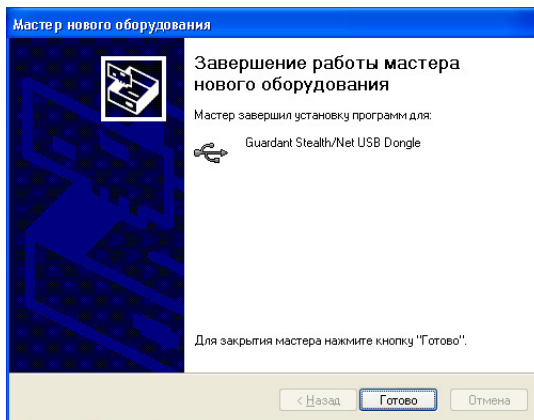 Мастер нового оборудования
Завершение работы мастера
нового оборудования
Мастер завершил установку программ для:
Guardant Stealth/Net USB Dongle
Для закрытия мастера нажмите кнопку "Готово".
< Назад
Готово
Отмена